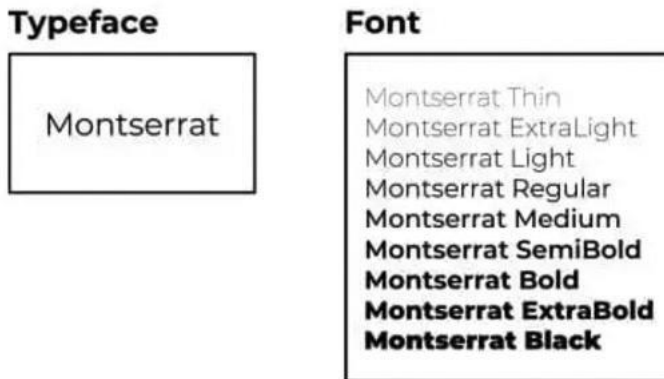 Typeface
Montserrat
Font
Montserrat Thin
Montserrat ExtraLight
Montserrat Light
Montserrat Regular
Montserrat Medium
Montserrat SemiBold
Montserrat Bold
Montserrat ExtraBold
Montserrat Black